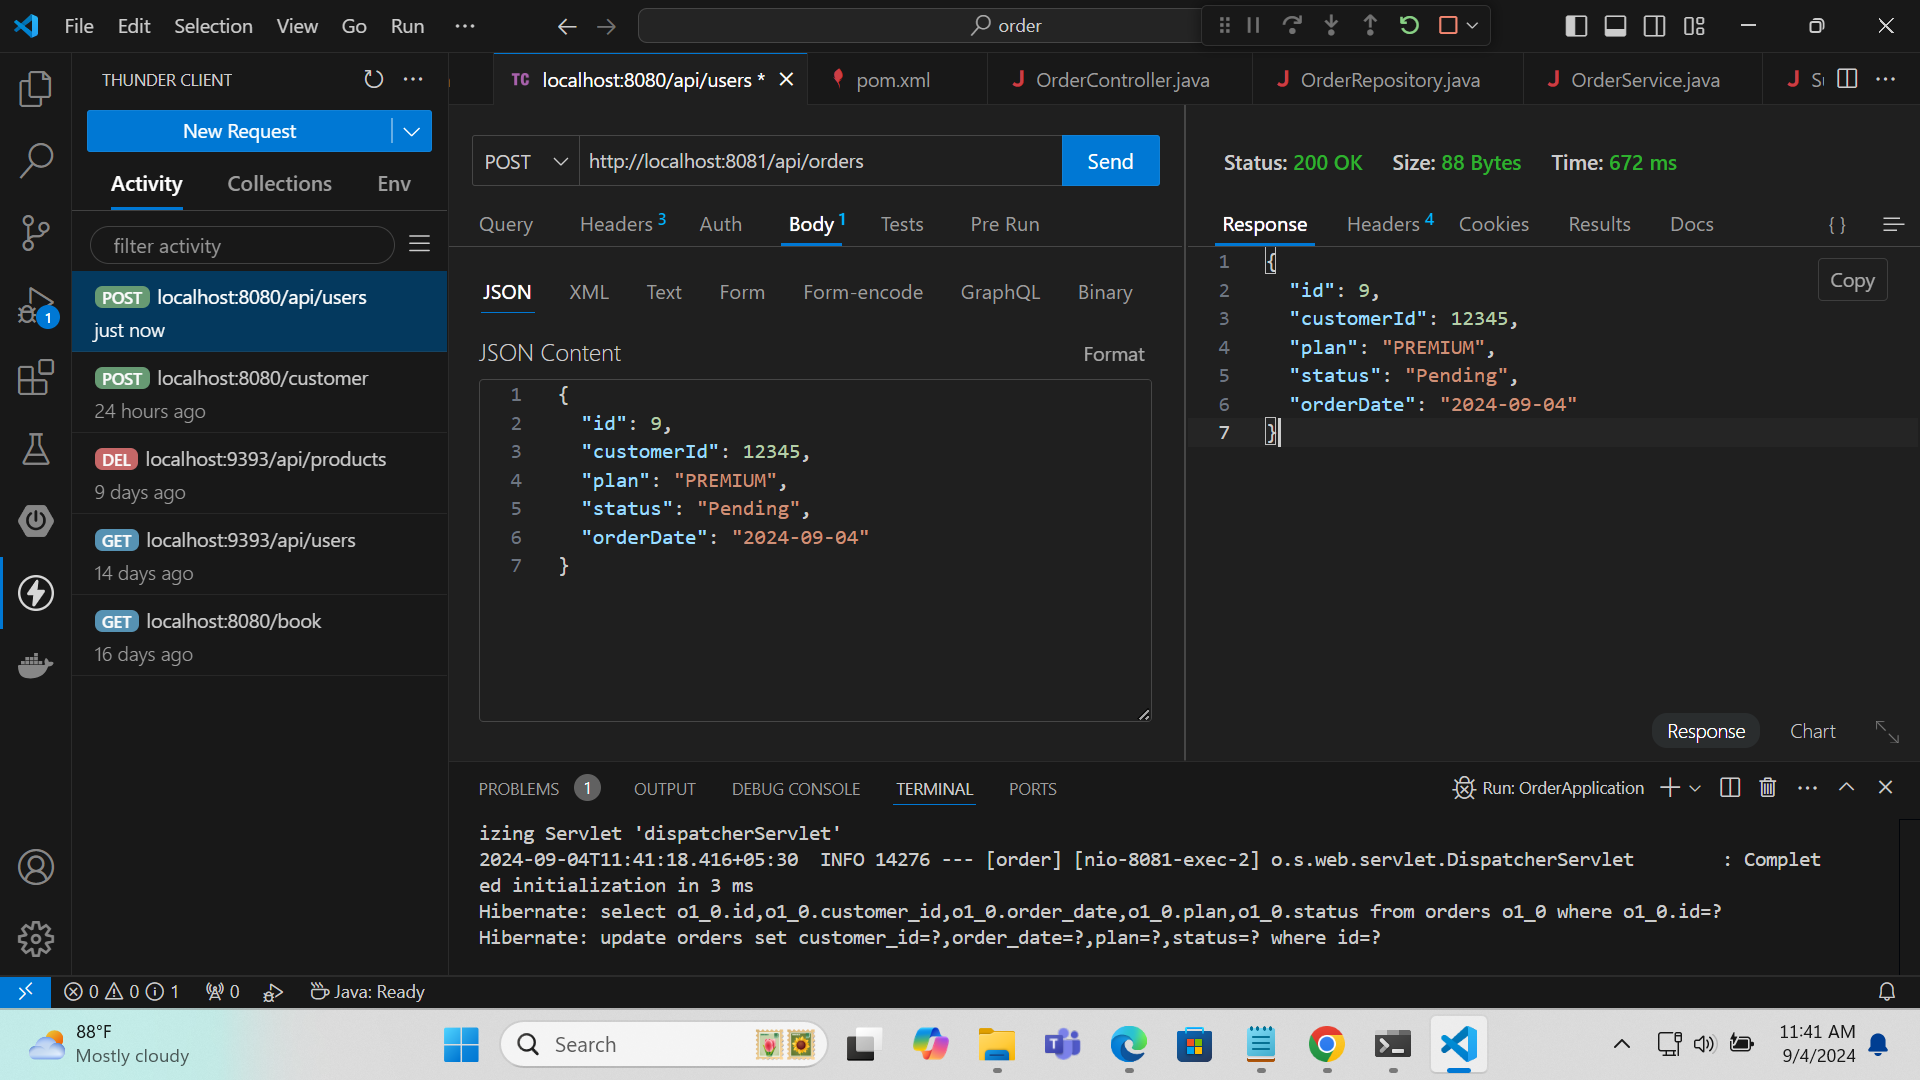 File Edit Selection View Go Run ··· order
THUNDER CLIENT ···
New Request
Activity Collections Env
filter activity
POST localhost:8080/api/users
just now
POST localhost:8080/customer
24 hours ago
DEL localhost:9393/api/products
9 days ago
GET localhost:9393/api/users
14 days ago
GET localhost:8080/book
16 days ago
TC localhost:8080/api/users * pom.xml J OrderController.java J OrderRepository.java J OrderService.java J
POST http://localhost:8081/api/orders Send
Query Headers 3 Auth Body 1 Tests Pre Run
JSON XML Text Form Form-encode GraphQL Binary
JSON Content Format
1 {
2 "id": 9,
3 "customerId": 12345,
4 "plan": "PREMIUM",
5 "status": "Pending",
6 "orderDate": "2024-09-04"
7 }
Status: 200 OK Size: 88 Bytes Time: 672 ms
Response Headers 4 Cookies Results Docs { }
Copy
1 {
2 "id": 9,
3 "customerId": 12345,
4 "plan": "PREMIUM",
5 "status": "Pending",
6 "orderDate": "2024-09-04"
7 }
Response Chart
PROBLEMS 1 OUTPUT DEBUG CONSOLE TERMINAL PORTS Run: OrderApplication
izing Servlet 'dispatcherServlet'
2024-09-04T11:41:18.416+05:30  INFO 14276 --- [order] [nio-8081-exec-2] o.s.web.servlet.DispatcherServlet        : Complet
ed initialization in 3 ms
Hibernate: select o1_0.id,o1_0.customer_id,o1_0.order_date,o1_0.plan,o1_0.status from orders o1_0 where o1_0.id=?
Hibernate: update orders set customer_id=?,order_date=?,plan=?,status=? where id=?
1
0 0 1 0 Java: Ready
88°F
Mostly cloudy
Search
11:41 AM
9/4/2024